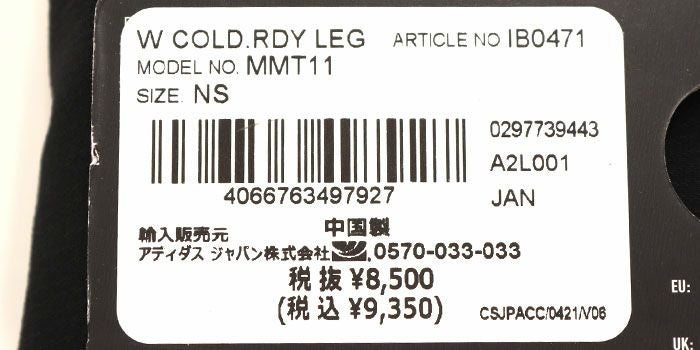 W COLD.RDY LEG ARTICLE NO IB0471
MODEL NO. MMT11
SIZE NS
0297739443
A2L001
4066763497927 JAN
輸入販売元 中国製
アディダス ジャパン株式会社 0570-033-033
税抜 ¥8,500
(税込 ¥9,350) CSJPACC/0421/V06
EU:
UK: